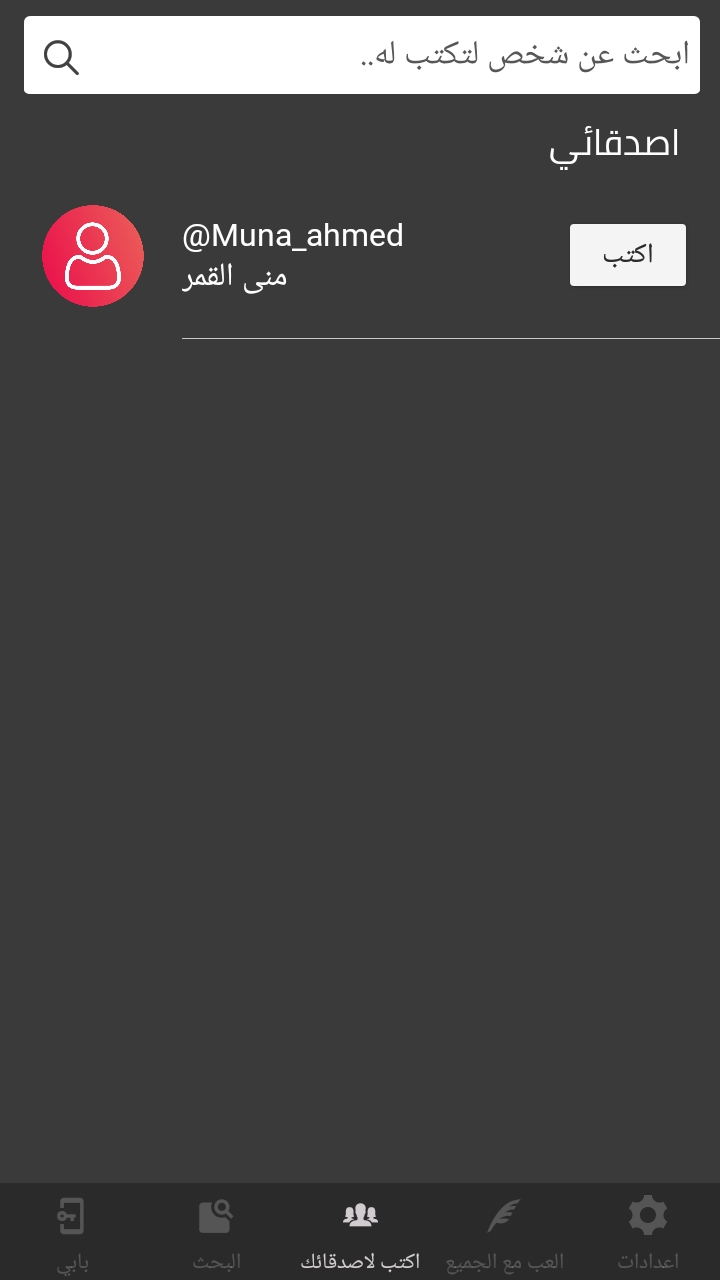 ابحث عن شخص لتكتب له..
اصدقائي
@Muna_ahmed
منى القمر
اكتب
اعدادات
العب مع الجميع
اكتب لاصدقائك
البحث
بابي